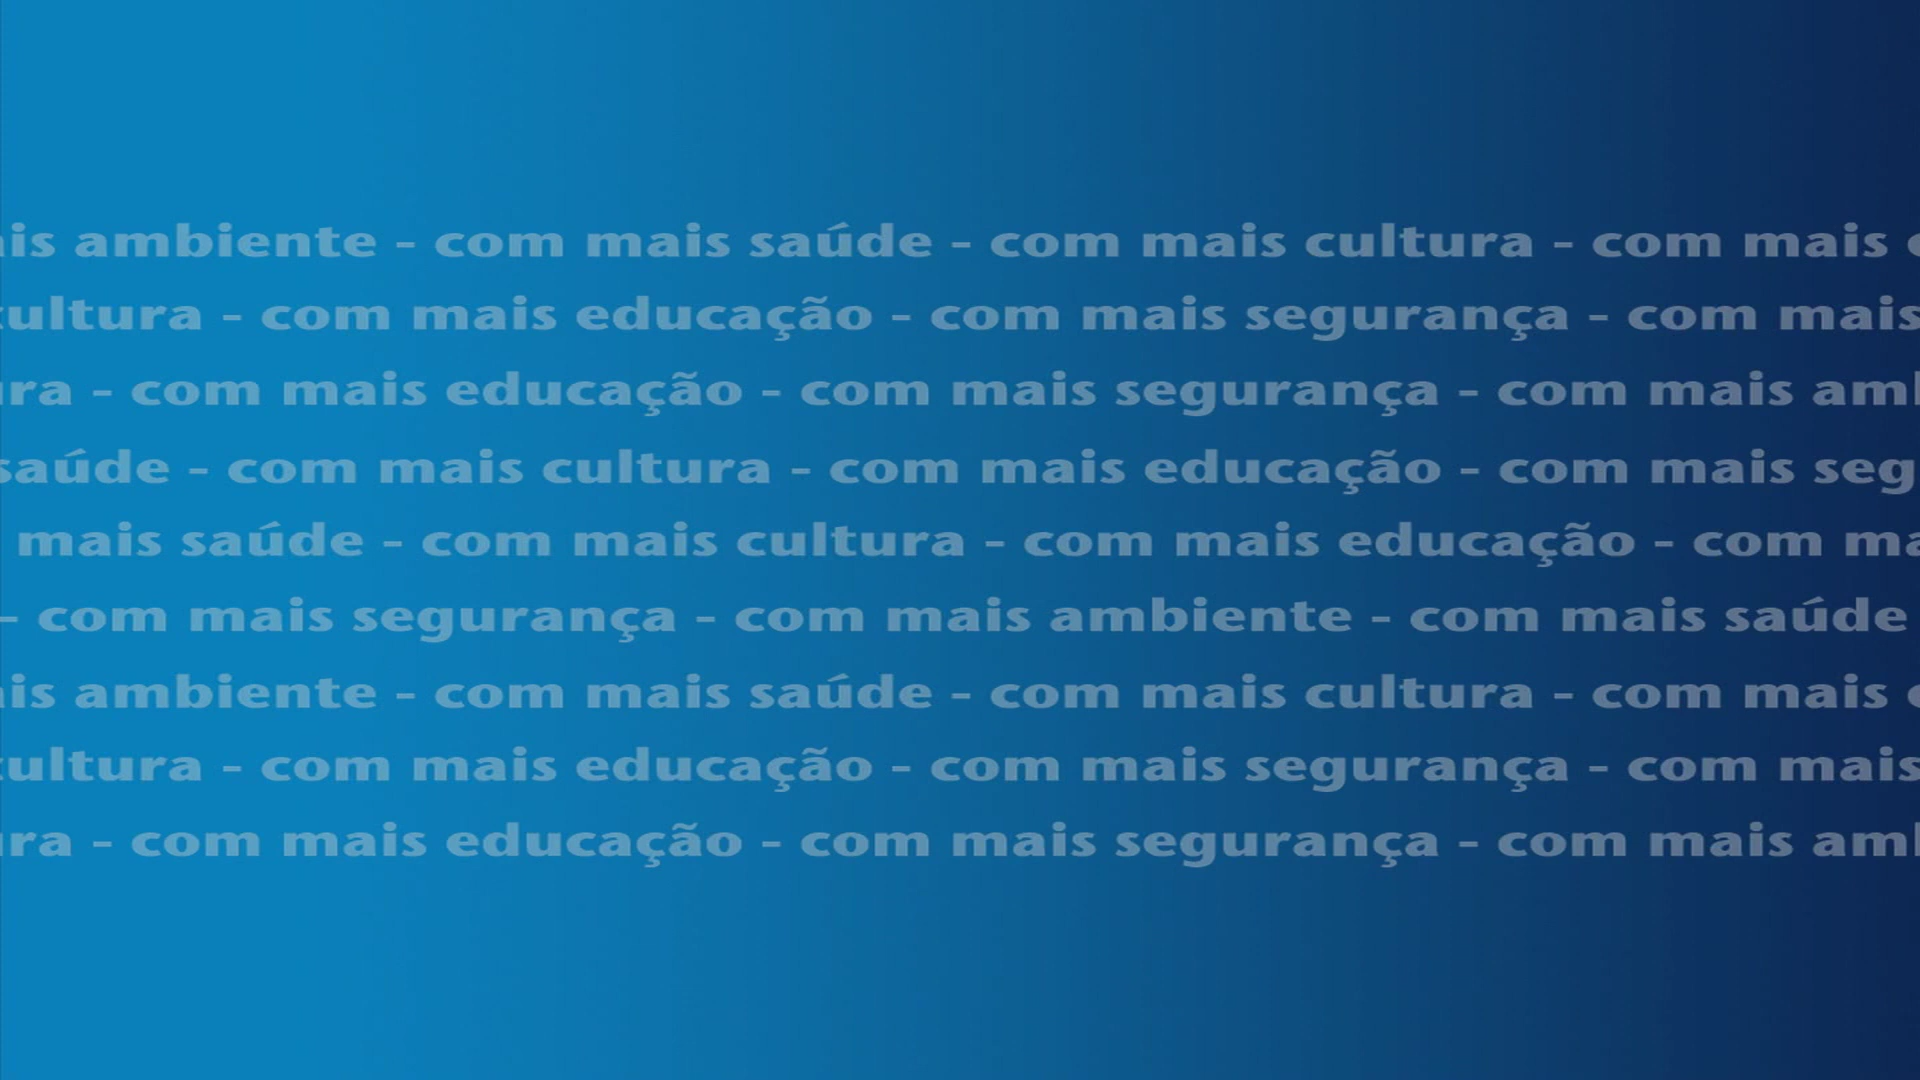 is ambiente - com mais saúde - com mais cultura - com mais
cultura - com mais educação - com mais segurança - com mais
ra - com mais educação - com mais segurança - com mais am
saúde - com mais cultura - com mais educação - com mais seg
mais saúde - com mais cultura - com mais educação - com ma
- com mais segurança - com mais ambiente - com mais saúde
is ambiente - com mais saúde - com mais cultura - com mais
cultura - com mais educação - com mais segurança - com mais
ra - com mais educação - com mais segurança - com mais am